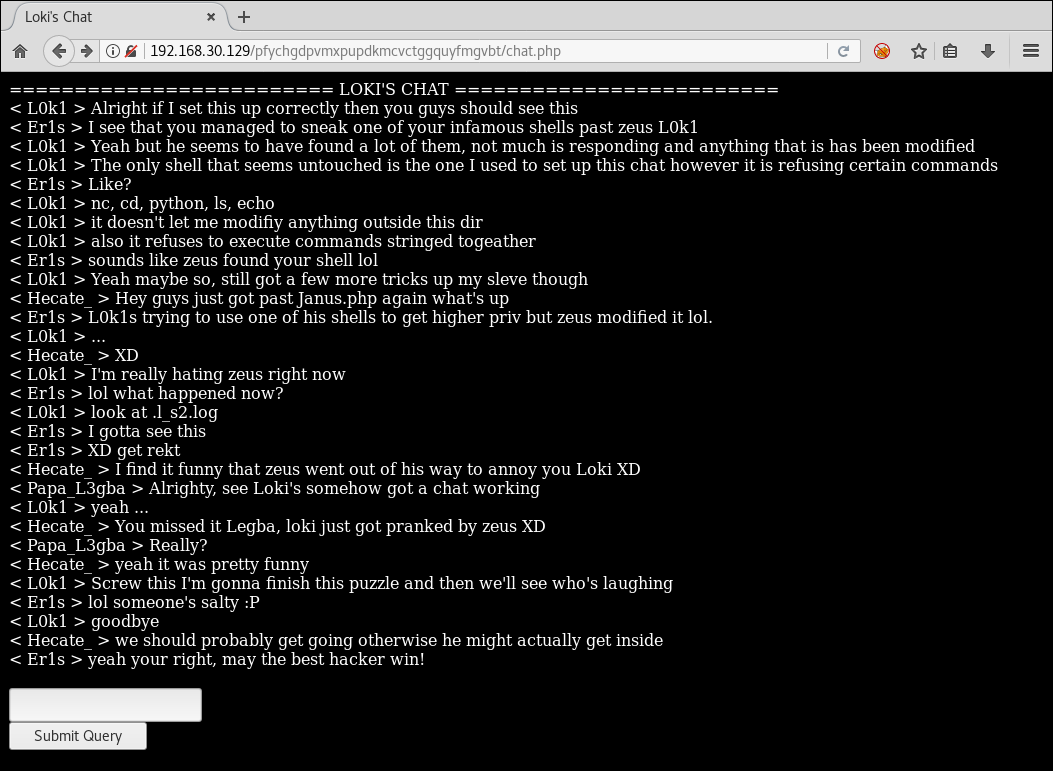 Loki's Chat
192.168.30.129/pfychgdpvmxpupdkmcvctggquyfmgvbt/chat.php
========================= LOKI'S CHAT =========================
< L0k1 > Alright if I set this up correctly then you guys should see this
< Er1s > I see that you managed to sneak one of your infamous shells past zeus L0k1
< L0k1 > Yeah but he seems to have found a lot of them, not much is responding and anything that is has been modified
< L0k1 > The only shell that seems untouched is the one I used to set up this chat however it is refusing certain commands
< Er1s > Like?
< L0k1 > nc, cd, python, ls, echo
< L0k1 > it doesn't let me modifiy anything outside this dir
< L0k1 > also it refuses to execute commands stringed togeather
< Er1s > sounds like zeus found your shell lol
< L0k1 > Yeah maybe so, still got a few more tricks up my sleve though
< Hecate_ > Hey guys just got past Janus.php again what's up
< Er1s > L0k1s trying to use one of his shells to get higher priv but zeus modified it lol.
< L0k1 > ...
< Hecate_ > XD
< L0k1 > I'm really hating zeus right now
< Er1s > lol what happened now?
< L0k1 > look at .l_s2.log
< Er1s > I gotta see this
< Er1s > XD get rekt
< Hecate_ > I find it funny that zeus went out of his way to annoy you Loki XD
< Papa_L3gba > Alrighty, see Loki's somehow got a chat working
< L0k1 > yeah ...
< Hecate_ > You missed it Legba, loki just got pranked by zeus XD
< Papa_L3gba > Really?
< Hecate_ > yeah it was pretty funny
< L0k1 > Screw this I'm gonna finish this puzzle and then we'll see who's laughing
< Er1s > lol someone's salty :P
< L0k1 > goodbye
< Hecate_ > we should probably get going otherwise he might actually get inside
< Er1s > yeah your right, may the best hacker win!
Submit Query